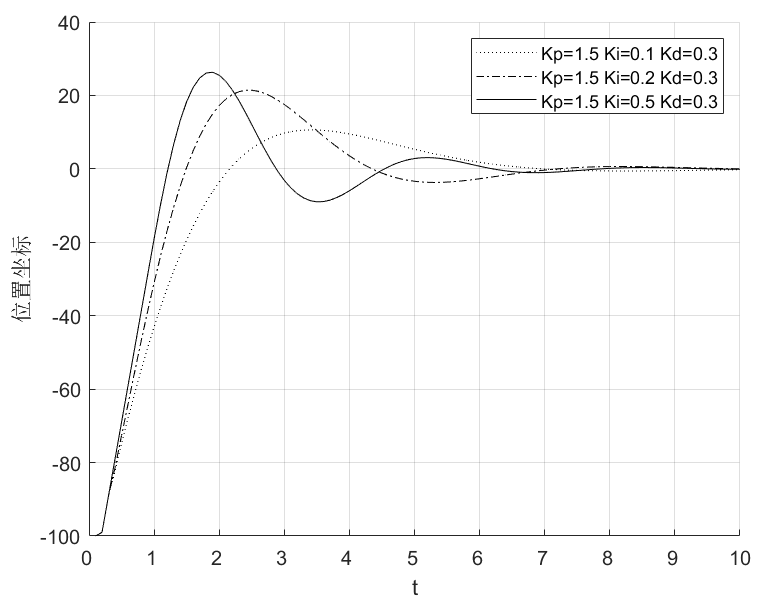 40
20
0
-20
-40
-60
-80
-100
0 1 2 3 4 5 6 7 8 9 10
t
位置坐标
Kp=1.5 Ki=0.1 Kd=0.3
Kp=1.5 Ki=0.2 Kd=0.3
Kp=1.5 Ki=0.5 Kd=0.3